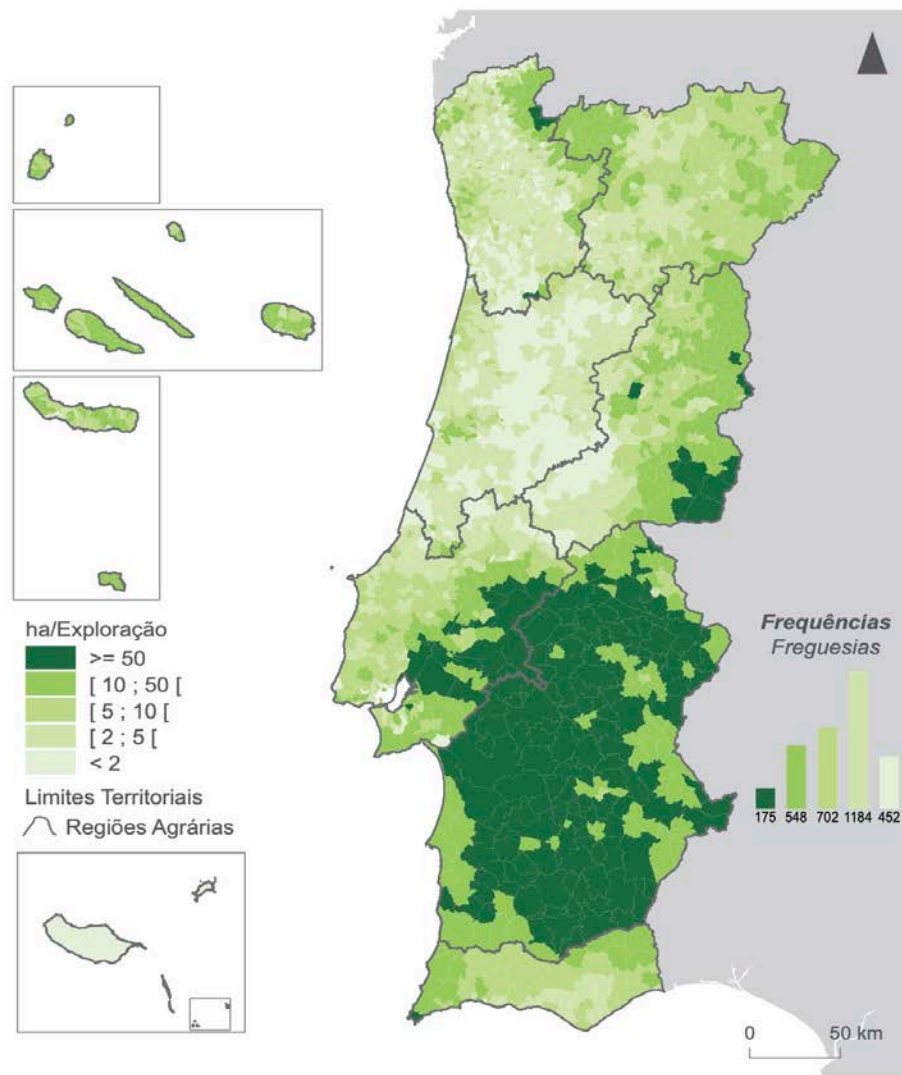 ha/Exploração
>= 50
[ 10 ; 50 [
[ 5 ; 10 [
[ 2 ; 5 [
< 2
Limites Territoriais
Regiões Agrárias
Frequências
Freguesias
175 548 702 1184 452
0 50 km